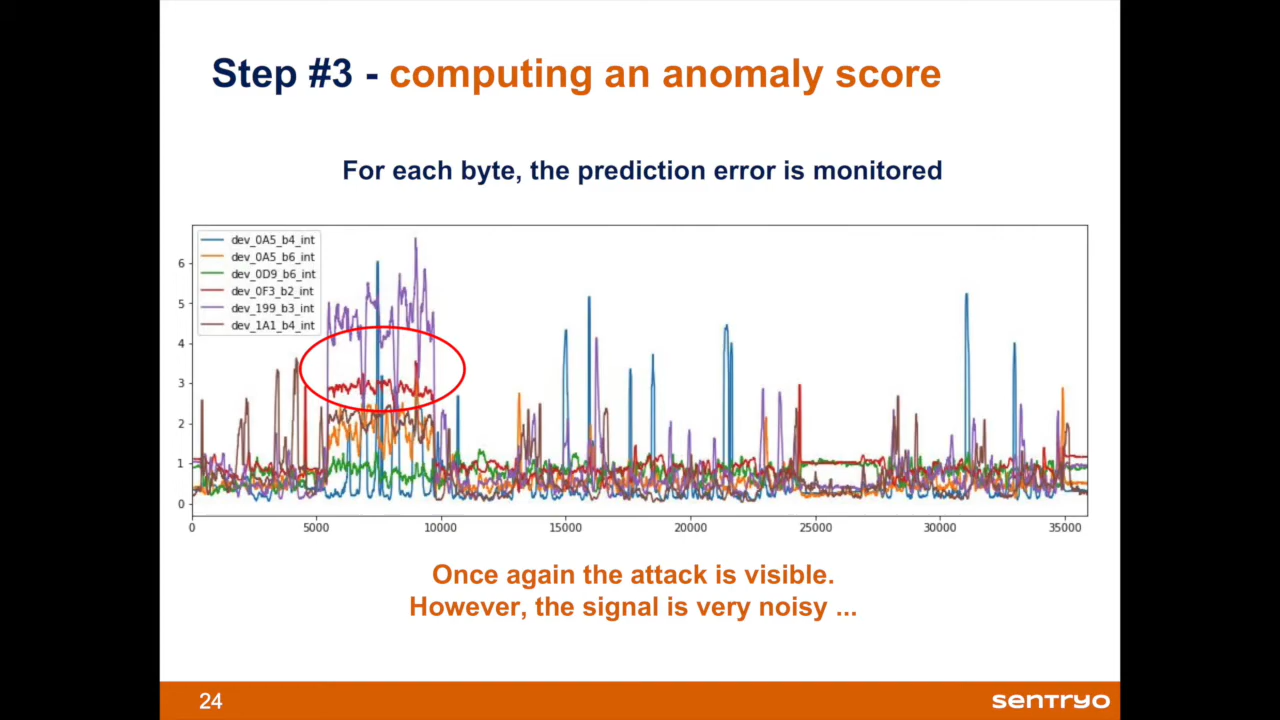 Step #3 - computing an anomaly score
For each byte, the prediction error is monitored
dev_0A5_b4_int
dev_0A5_b6_int
dev_0D9_b6_int
dev_0F3_b2_int
dev_199_b3_int
dev_1A1_b4_int
6
5
4
3
2
1
0
0 5000 10000 15000 20000 25000 30000 35000
Once again the attack is visible.
However, the signal is very noisy ...
24
sentryo